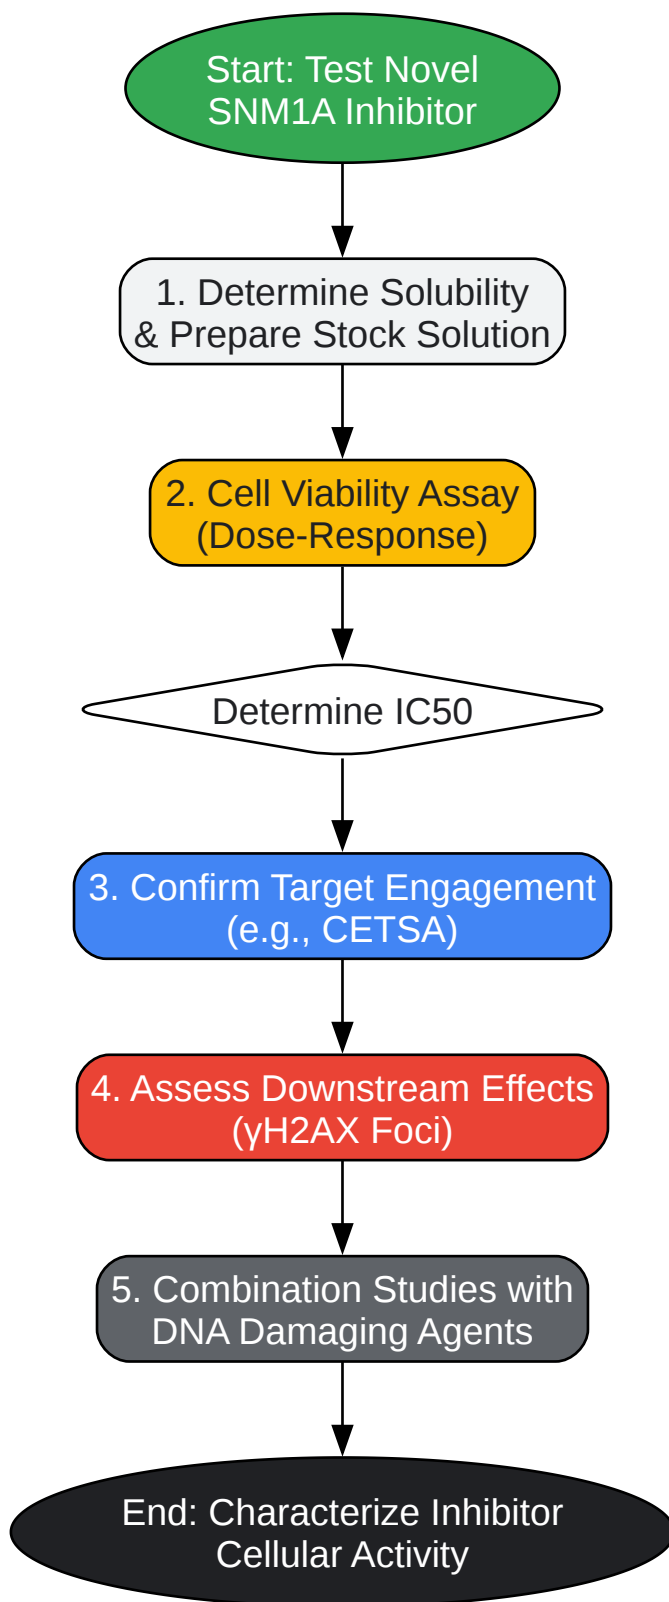 Start: Test Novel
SNM1A Inhibitor
1. Determine Solubility
& Prepare Stock Solution
2. Cell Viability Assay
(Dose-Response)
Determine IC50
3. Confirm Target Engagement
(e.g., CETSA)
4. Assess Downstream Effects
(γH2AX Foci)
5. Combination Studies with
DNA Damaging Agents
End: Characterize Inhibitor
Cellular Activity